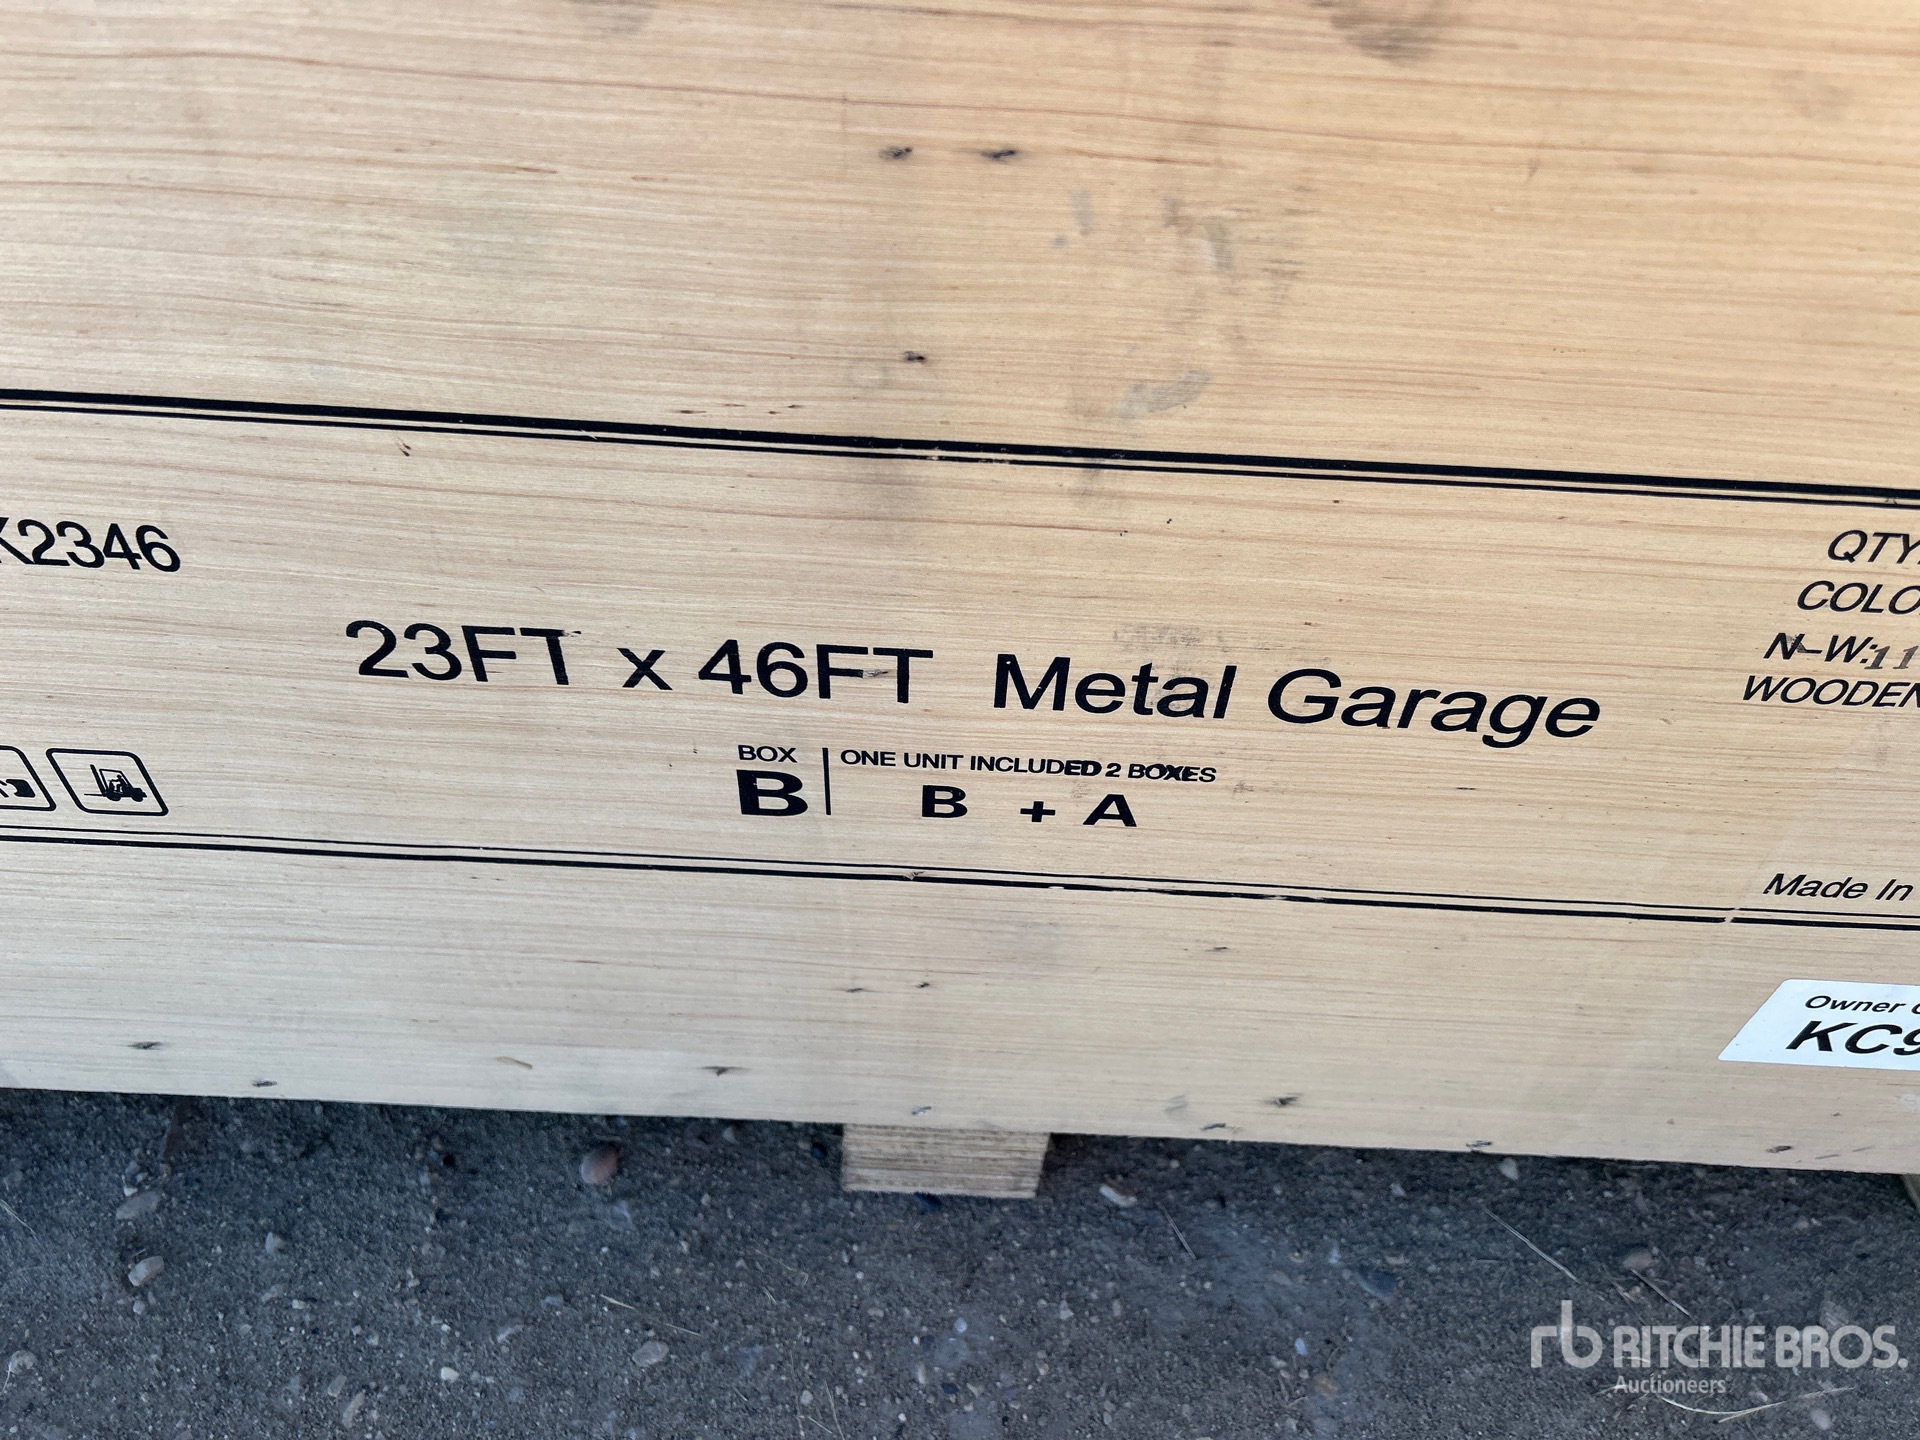 K2346
23FT x 46FT Metal Garage
BOX
B
ONE UNIT INCLUDED 2 BOXES
B + A
QTY
COLO
N-W:11
WOODEN
Made In
Owner
KC9
rb RITCHIE BROS.
Auctioneers